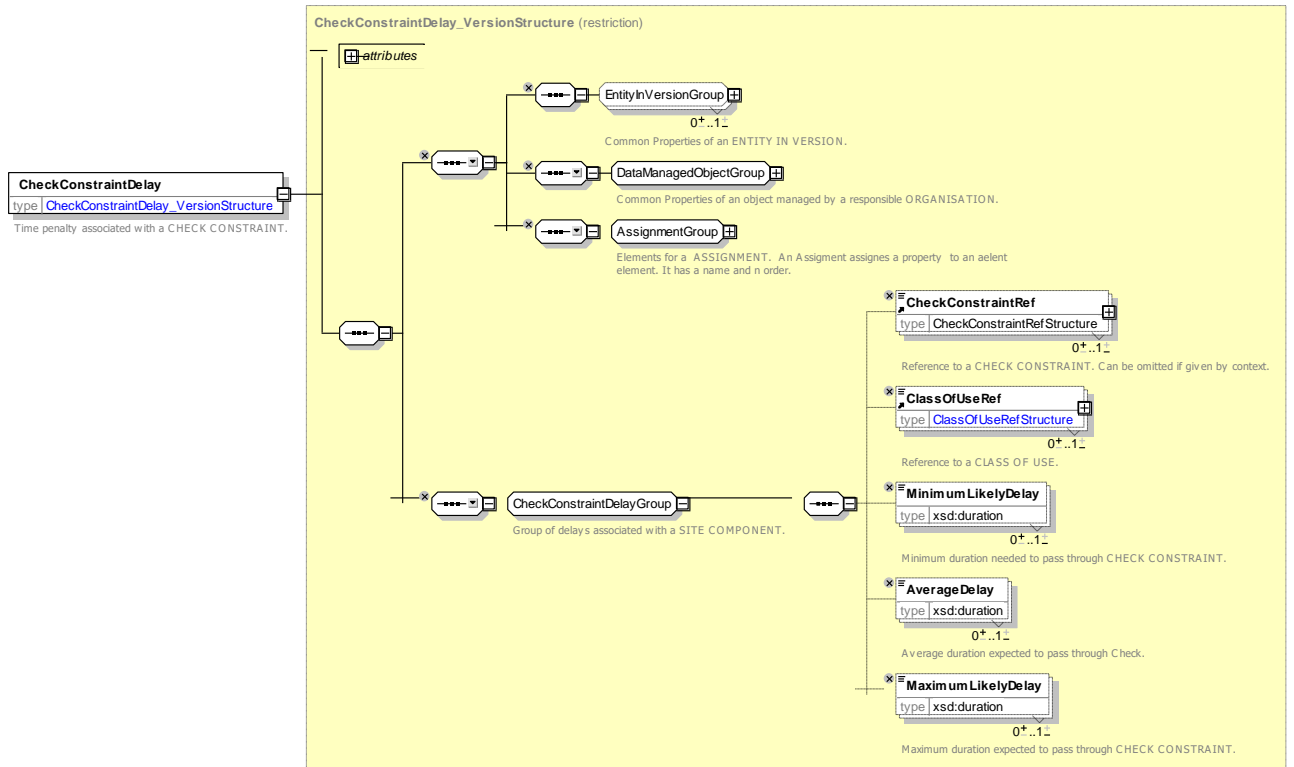 CheckConstraintDelay_VersionStructure (restriction)
attributes
EntityInVersionGroup
0..1
Common Properties of an ENTITY IN VERSION.
DataManagedObjectGroup
Common Properties of an object managed by a responsible ORGANISATION.
CheckConstraintDelay
type CheckConstraintDelay_VersionStructure
Time penalty associated with a CHECK CONSTRAINT.
AssignmentGroup
Elements for a ASSIGNMENT. An Assigment assignes a property to an aelent
element. It has a name and n order.
CheckConstraintRef
type CheckConstraintRefStructure
0..1
Reference to a CHECK CONSTRAINT. Can be omitted if given by context.
ClassOfUseRef
type ClassOfUseRefStructure
0..1
Reference to a CLASS OF USE.
CheckConstraintDelayGroup
Group of delays associated with a SITE COMPONENT.
MinimumLikelyDelay
type xsd:duration
0..1
Minimum duration needed to pass through CHECK CONSTRAINT.
AverageDelay
type xsd:duration
0..1
Average duration expected to pass through Check.
MaximumLikelyDelay
type xsd:duration
0..1
Maximum duration expected to pass through CHECK CONSTRAINT.